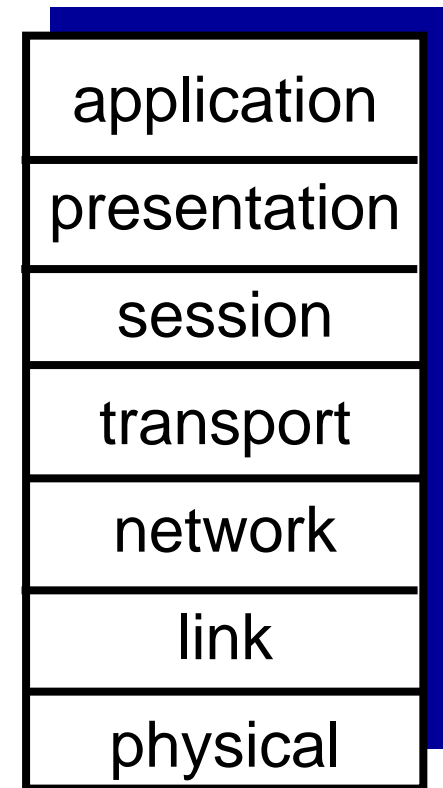 application
presentation
session
transport
network
link
physical